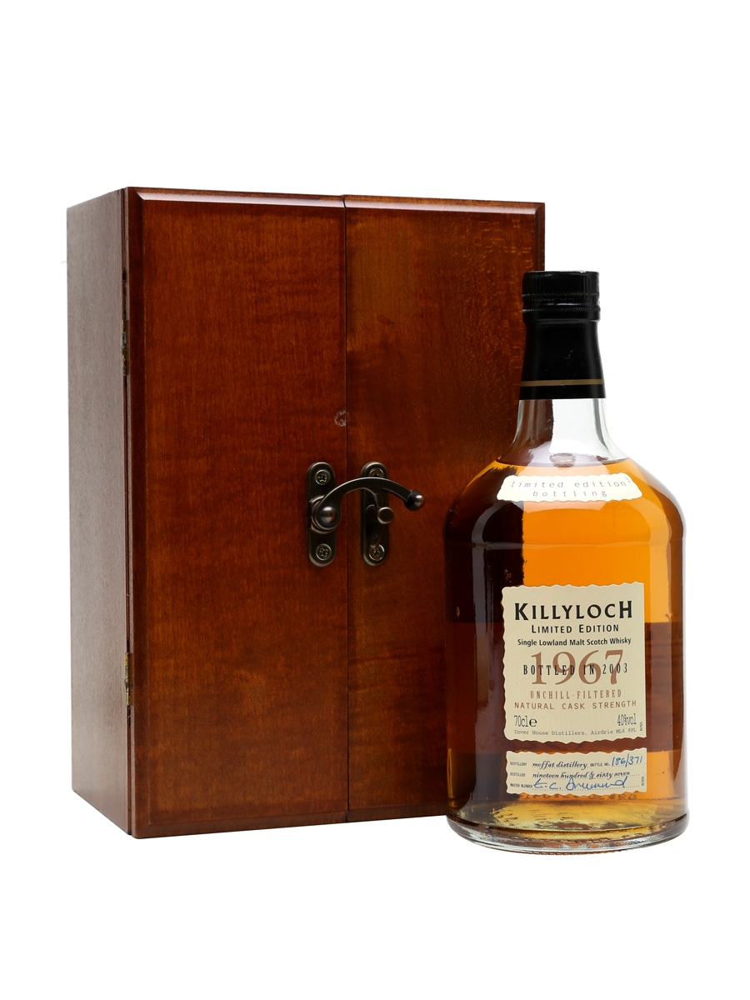 limited edition
bottling
KILLYLOCH
LIMITED EDITION
Single Lowland Malt Scotch Whisky
1967
BOTTLED IN 2003
UNCHILL-FILTERED
NATURAL CASK STRENGTH
70cl e 40%vol
Inver House Distillers, Airdrie ML6 8PL
DISTILLERY moffat distillery BOTTLE NO. 186/371
DISTILLED nineteen hundred & sixty seven
MASTER BLENDER